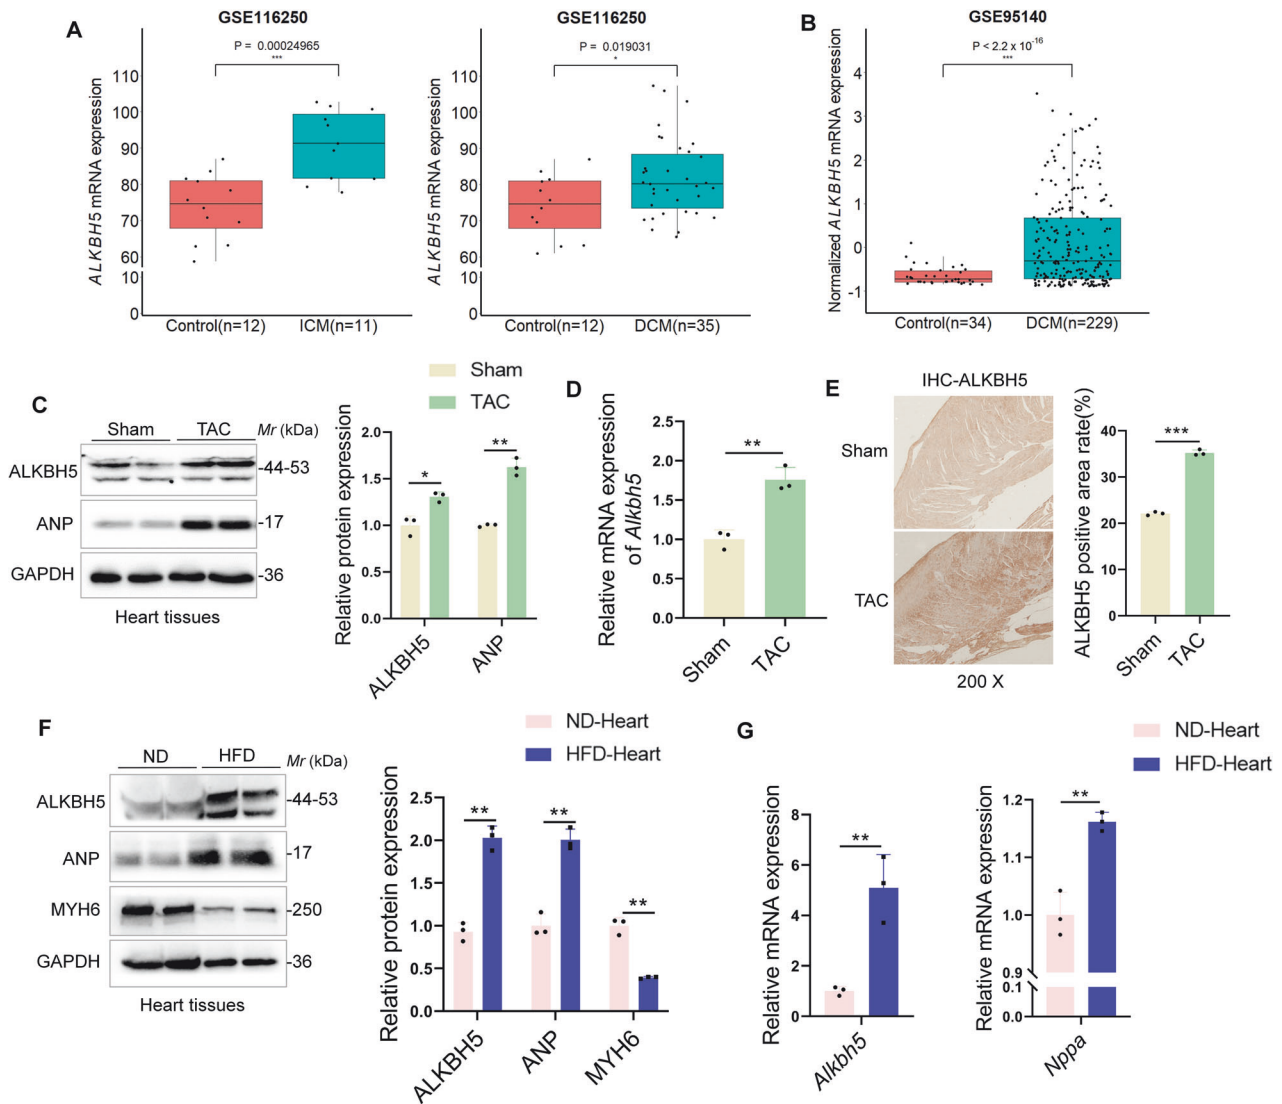 A
GSE116250
P = 0.00024965
***
ALKBH5 mRNA expression
110
100
90
80
70
60
10
0
Control(n=12)
ICM(n=11)
GSE116250
P = 0.019031
*
ALKBH5 mRNA expression
110
100
90
80
70
60
10
0
Control(n=12)
DCM(n=35)
B
GSE95140
P < 2.2 x 10-16
***
Normalized ALKBH5 mRNA expression
4
2
1
0
-1
Control(n=34)
DCM(n=229)
C
Sham
TAC
Mr (kDa)
ALKBH5
-44-53
ANP
-17
GAPDH
-36
Heart tissues
Sham
TAC
Relative protein expression
2.0
1.5
1.0
0.5
0.0
*
**
ALKBH5
ANP
D
Relative mRNA expression
of Alkbh5
2.5
2.0
1.5
1.0
0.5
0.0
**
Sham
TAC
E
IHC-ALKBH5
Sham
TAC
200 X
ALKBH5 positive area rate(%)
40
30
20
10
0
***
Sham
TAC
F
ND
HFD
Mr (kDa)
ALKBH5
-44-53
ANP
-17
MYH6
-250
GAPDH
-36
Heart tissues
ND-Heart
HFD-Heart
Relative protein expression
2.5
2.0
1.5
1.0
0.5
0.0
**
**
**
ALKBH5
ANP
MYH6
G
ND-Heart
HFD-Heart
Relative mRNA expression
8
6
4
2
0
**
Alkbh5
Relative mRNA expression
1.2
1.1
1.0
0.9
0.1
0.0
**
Nppa